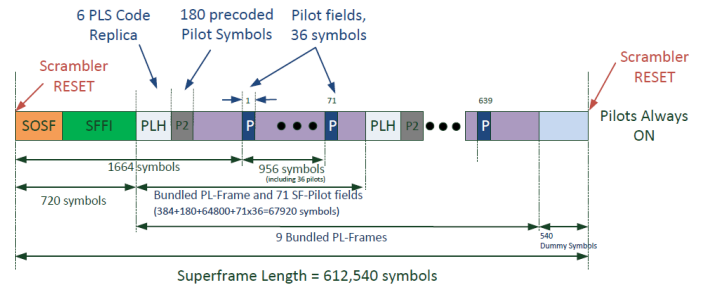 6 PLS Code
Replica
180 precoded
Pilot Symbols
Pilot fields,
36 symbols
Scrambler
RESET
Scrambler
RESET
1
71
639
SOSF
SFFI
PLH
P2
P
P
PLH
P2
P
Pilots Always
ON
1664 symbols
956 symbols
(including 36 pilots)
720 symbols
Bundled PL-Frame and 71 SF-Pilot fields
(384+180+64800+71x36=67920 symbols)
9 Bundled PL-Frames
540
Dummy Symbols
Superframe Length = 612,540 symbols